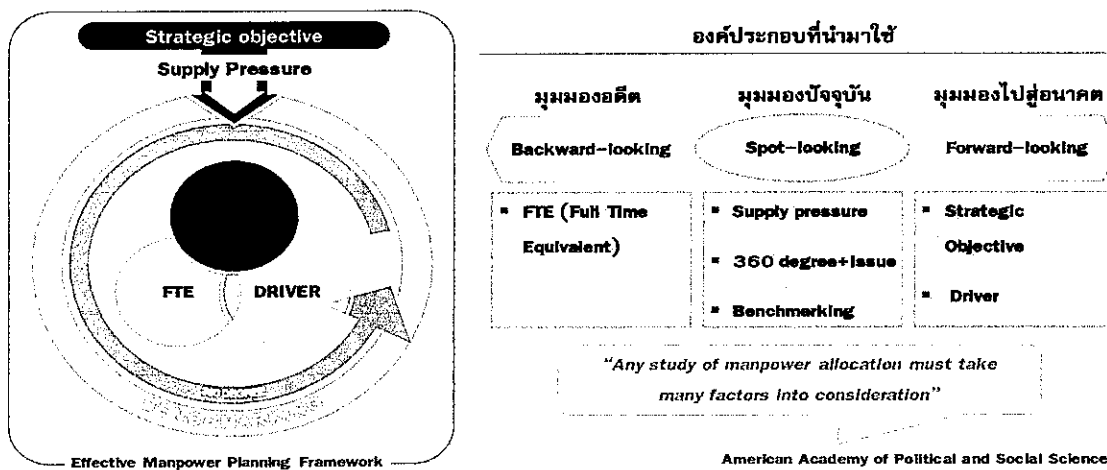 Strategic objective
Supply Pressure
FTE
DRIVER
Effective Manpower Planning Framework
องค์ประกอบที่นำมาใช้
มุมมองอดีต
มุมมองปัจจุบัน
มุมมองไปสู่อนาคต
Backward-looking
Spot-looking
Forward-looking
▪ FTE (Full Time
Equivalent)
▪ Supply pressure
▪ 360 degree+Issue
▪ Benchmarking
▪ Strategic
Objective
▪ Driver
"Any study of manpower allocation must take
many factors into consideration"
American Academy of Political and Social Science